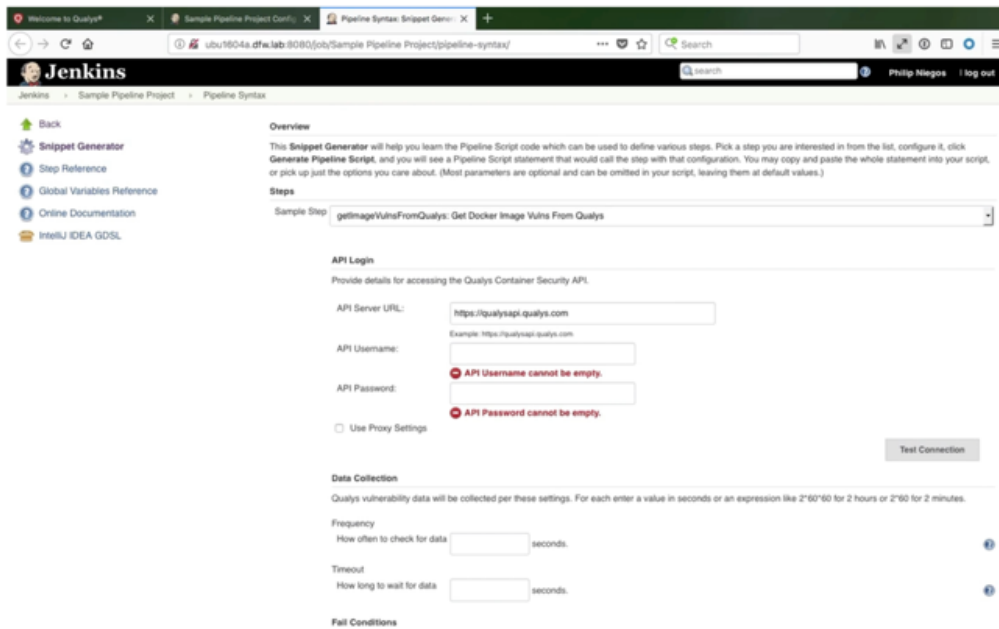 Welcome to Qualys®
Sample Pipeline Project Config
Pipeline Syntax: Snippet Gener
ubu1604a.dfw.lab:8080/job/Sample Pipeline Project/pipeline-syntax/
Search
Jenkins
search
Philip Niegos
log out
Jenkins
Sample Pipeline Project
Pipeline Syntax
Back
Snippet Generator
Step Reference
Global Variables Reference
Online Documentation
IntelliJ IDEA GDSL
Overview
This Snippet Generator will help you learn the Pipeline Script code which can be used to define various steps. Pick a step you are interested in from the list, configure it, click
Generate Pipeline Script, and you will see a Pipeline Script statement that would call the step with that configuration. You may copy and paste the whole statement into your script,
or pick up just the options you care about. (Most parameters are optional and can be omitted in your script, leaving them at default values.)
Steps
Sample Step
getImageVulnsFromQualys: Get Docker Image Vulns From Qualys
API Login
Provide details for accessing the Qualys Container Security API.
API Server URL:
https://qualysapi.qualys.com
Example: https://qualysapi.qualys.com
API Username:
API Username cannot be empty.
API Password:
API Password cannot be empty.
Use Proxy Settings
Test Connection
Data Collection
Qualys vulnerability data will be collected per these settings. For each enter a value in seconds or an expression like 2*60*60 for 2 hours or 2*60 for 2 minutes.
Frequency
How often to check for data
seconds.
Timeout
How long to wait for data
seconds.
Fail Conditions